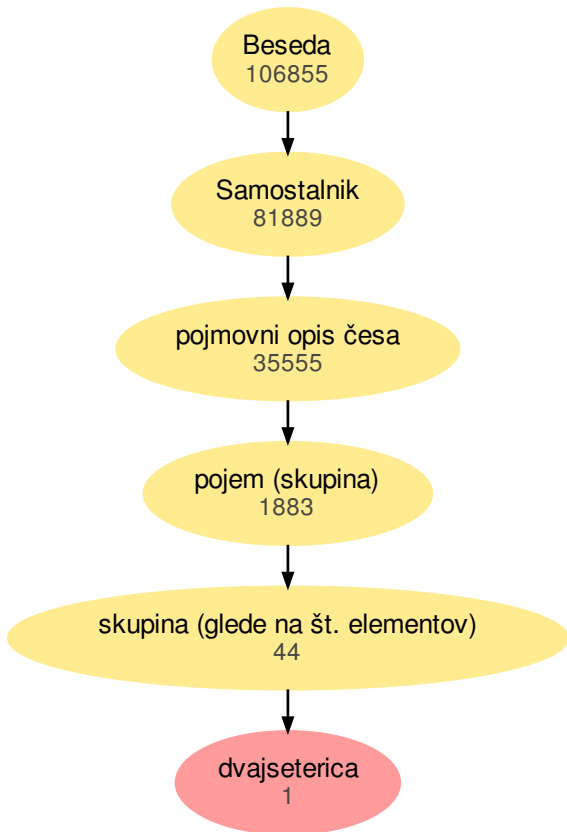 Beseda
106855
Samostalnik
81889
pojmovni opis česa
35555
pojem (skupina)
1883
skupina (glede na št. elementov)
44
dvajseterica
1